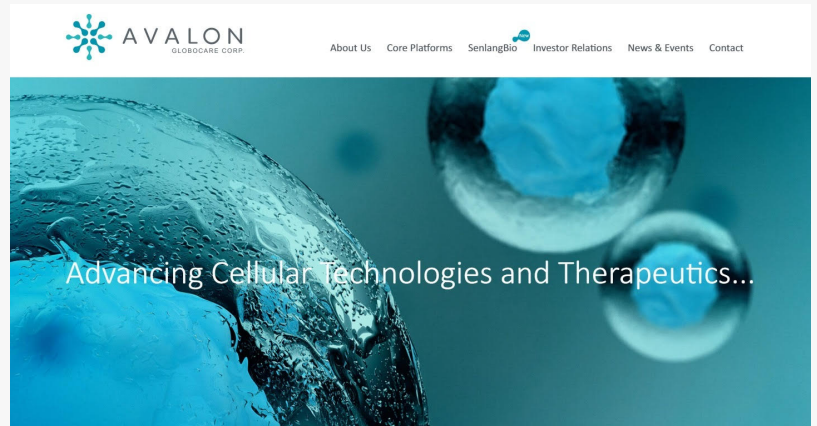 AVALON
GLOBOCARE CORP.
About Us Core Platforms SenlangBio New Investor Relations News & Events Contact
Advancing Cellular Technologies and Therapeutics...